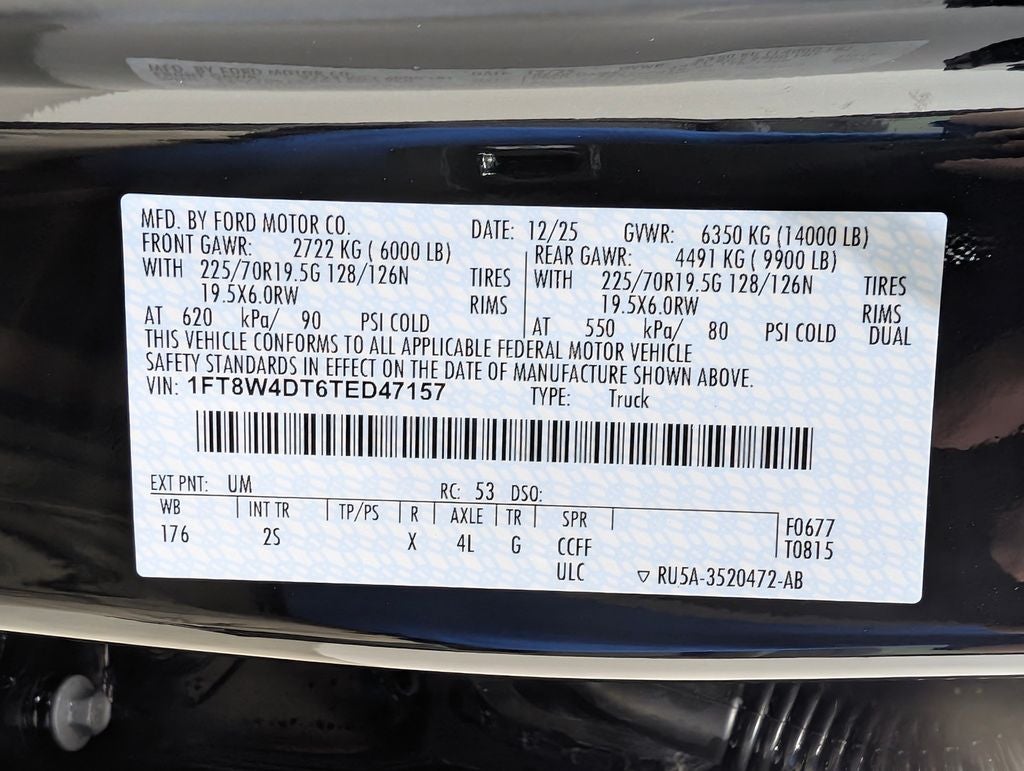 MFD. BY FORD MOTOR CO. DATE: 12/25 GVWR: 6350 KG (14000 LB)
FRONT GAWR: 2722 KG ( 6000 LB) REAR GAWR: 4491 KG ( 9900 LB)
WITH 225/70R19.5G 128/126N TIRES WITH 225/70R19.5G 128/126N TIRES
19.5X6.0RW RIMS 19.5X6.0RW RIMS
AT 620 kPa/ 90 PSI COLD AT 550 kPa/ 80 PSI COLD DUAL
THIS VEHICLE CONFORMS TO ALL APPLICABLE FEDERAL MOTOR VEHICLE
SAFETY STANDARDS IN EFFECT ON THE DATE OF MANUFACTURE SHOWN ABOVE.
VIN: 1FT8W4DT6TED47157 TYPE: Truck
EXT PNT: UM RC: 53 DSO:
WB INT TR TP/PS R AXLE TR SPR F0677
176 2S X 4L G CCFF T0815
ULC ▽ RU5A-3520472-AB